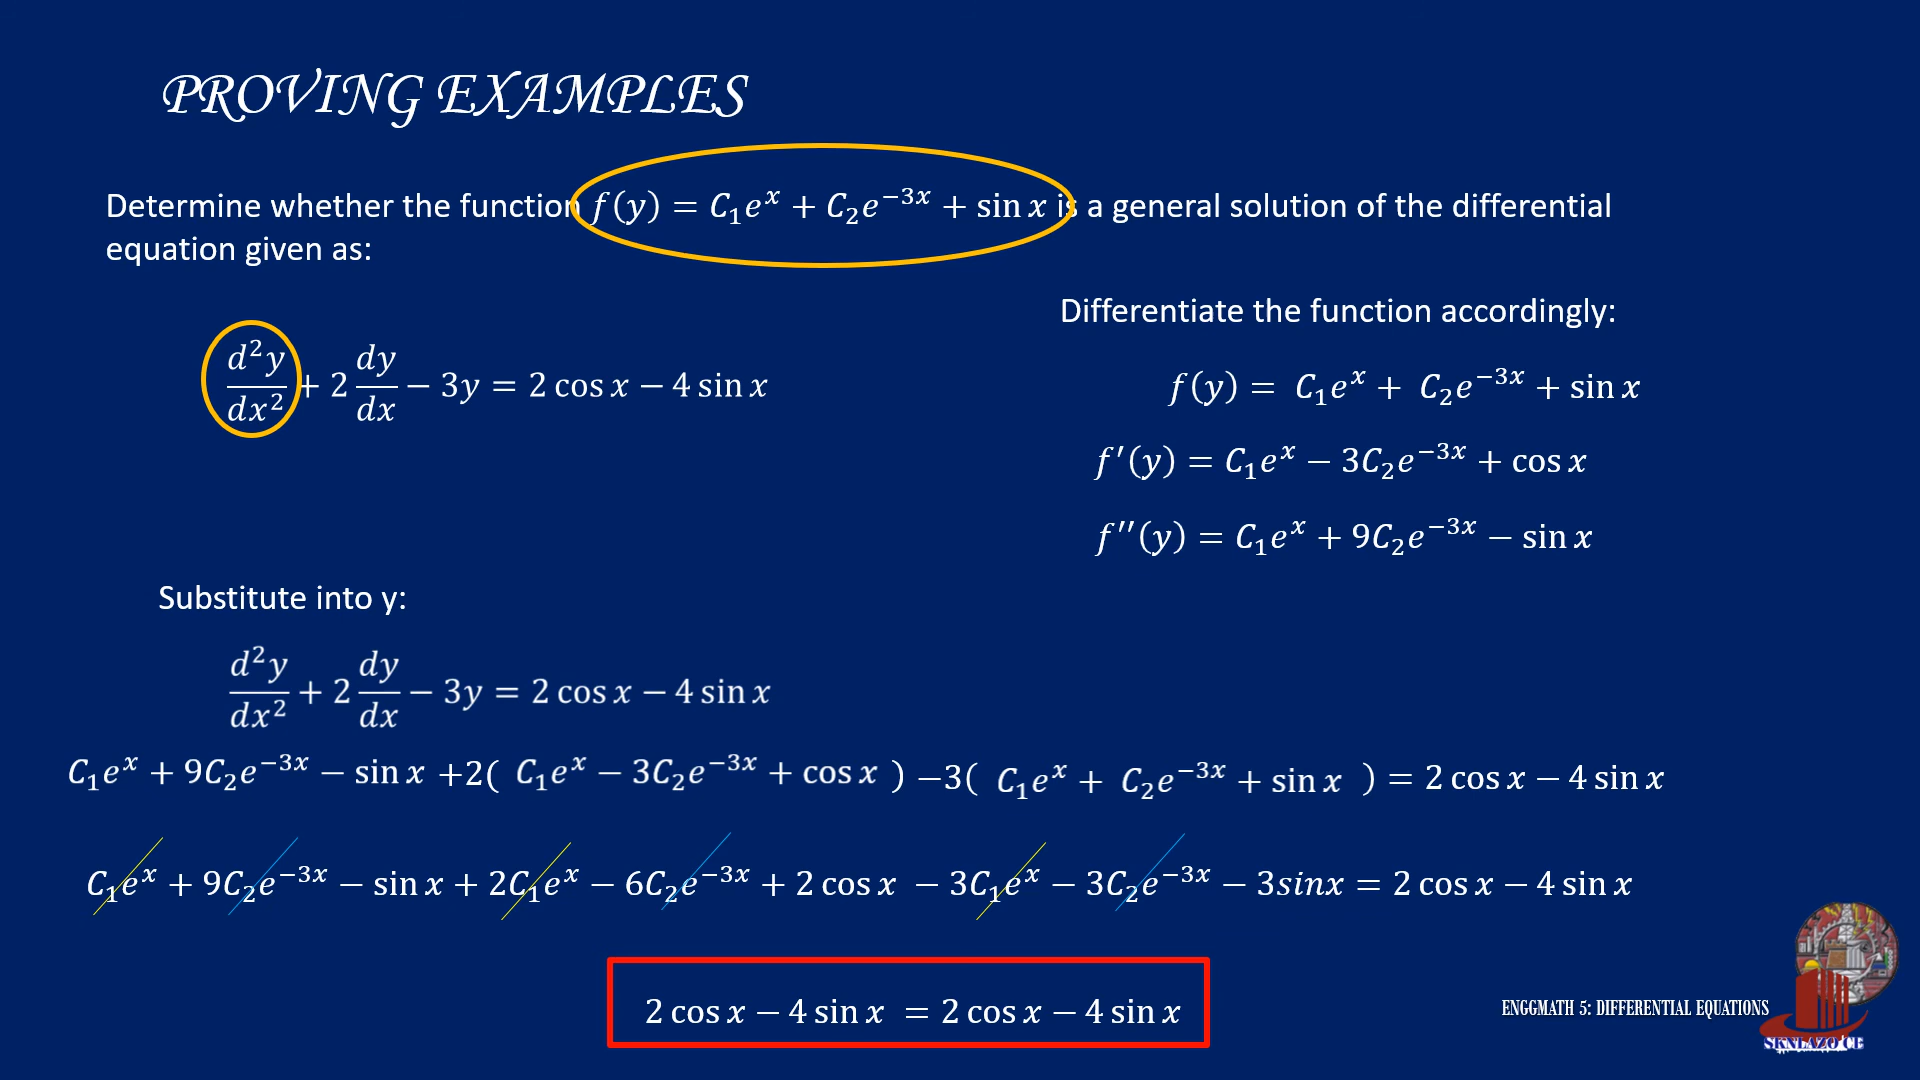 PROVING EXAMPLES
Determine whether the function f(y) = C₁eˣ + C₂e⁻³ˣ + sin x is a general solution of the differential
equation given as:
Differentiate the function accordingly:
d²y/dx² + 2 dy/dx − 3y = 2 cos x − 4 sin x
f(y) = C₁eˣ + C₂e⁻³ˣ + sin x
f′(y) = C₁eˣ − 3C₂e⁻³ˣ + cos x
f′′(y) = C₁eˣ + 9C₂e⁻³ˣ − sin x
Substitute into y:
d²y/dx² + 2 dy/dx − 3y = 2 cos x − 4 sin x
C₁eˣ + 9C₂e⁻³ˣ − sin x +2( C₁eˣ − 3C₂e⁻³ˣ + cos x ) −3( C₁eˣ + C₂e⁻³ˣ + sin x ) = 2 cos x − 4 sin x
C₁eˣ + 9C₂e⁻³ˣ − sin x + 2C₁eˣ − 6C₂e⁻³ˣ + 2 cos x − 3C₁eˣ − 3C₂e⁻³ˣ − 3sinx = 2 cos x − 4 sin x
2 cos x − 4 sin x = 2 cos x − 4 sin x
ENGGMATH 5: DIFFERENTIAL EQUATIONS
SKNLAZO CE